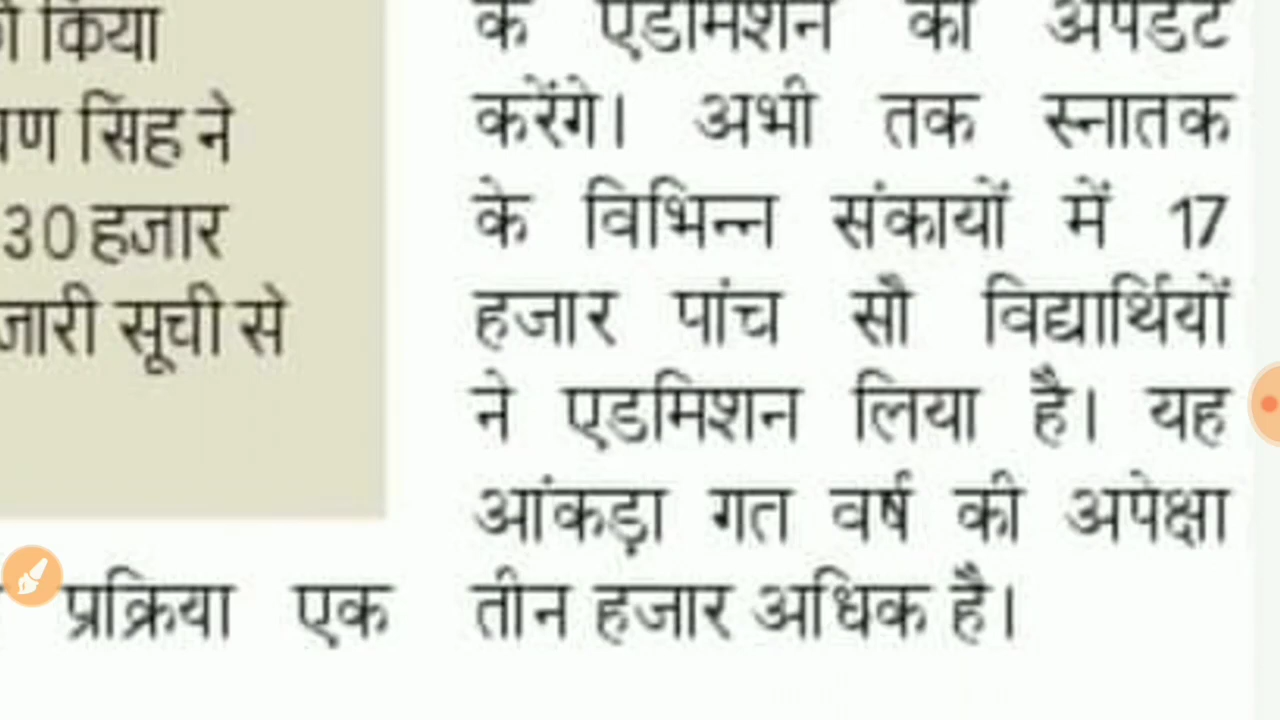 किया
सिंह ने
30 हजार
जारी सूची से
प्रक्रिया एक
के एडमिशन को अपडेट
करेंगे। अभी तक स्नातक
के विभिन्न संकायों में 17
हजार पांच सौ विद्यार्थियों
ने एडमिशन लिया है। यह
आंकड़ा गत वर्ष की अपेक्षा
तीन हजार अधिक है।